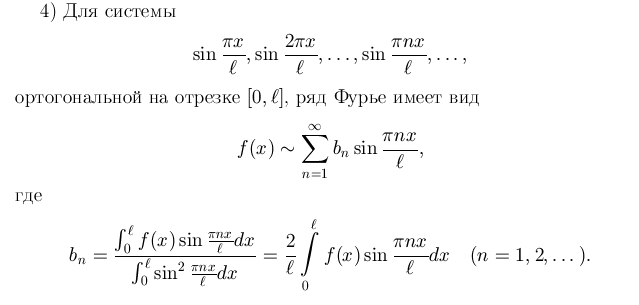 4) Для системы
sin πx/ℓ, sin 2πx/ℓ, . . . , sin πnx/ℓ, . . . ,
ортогональной на отрезке [0, ℓ], ряд Фурье имеет вид
f(x) ∼ ∑_{n=1}^{∞} b_n sin πnx/ℓ,
где
b_n = (∫_0^ℓ f(x) sin πnx/ℓ dx) / (∫_0^ℓ sin² πnx/ℓ dx) = 2/ℓ ∫_0^ℓ f(x) sin πnx/ℓ dx (n = 1, 2, . . . ).